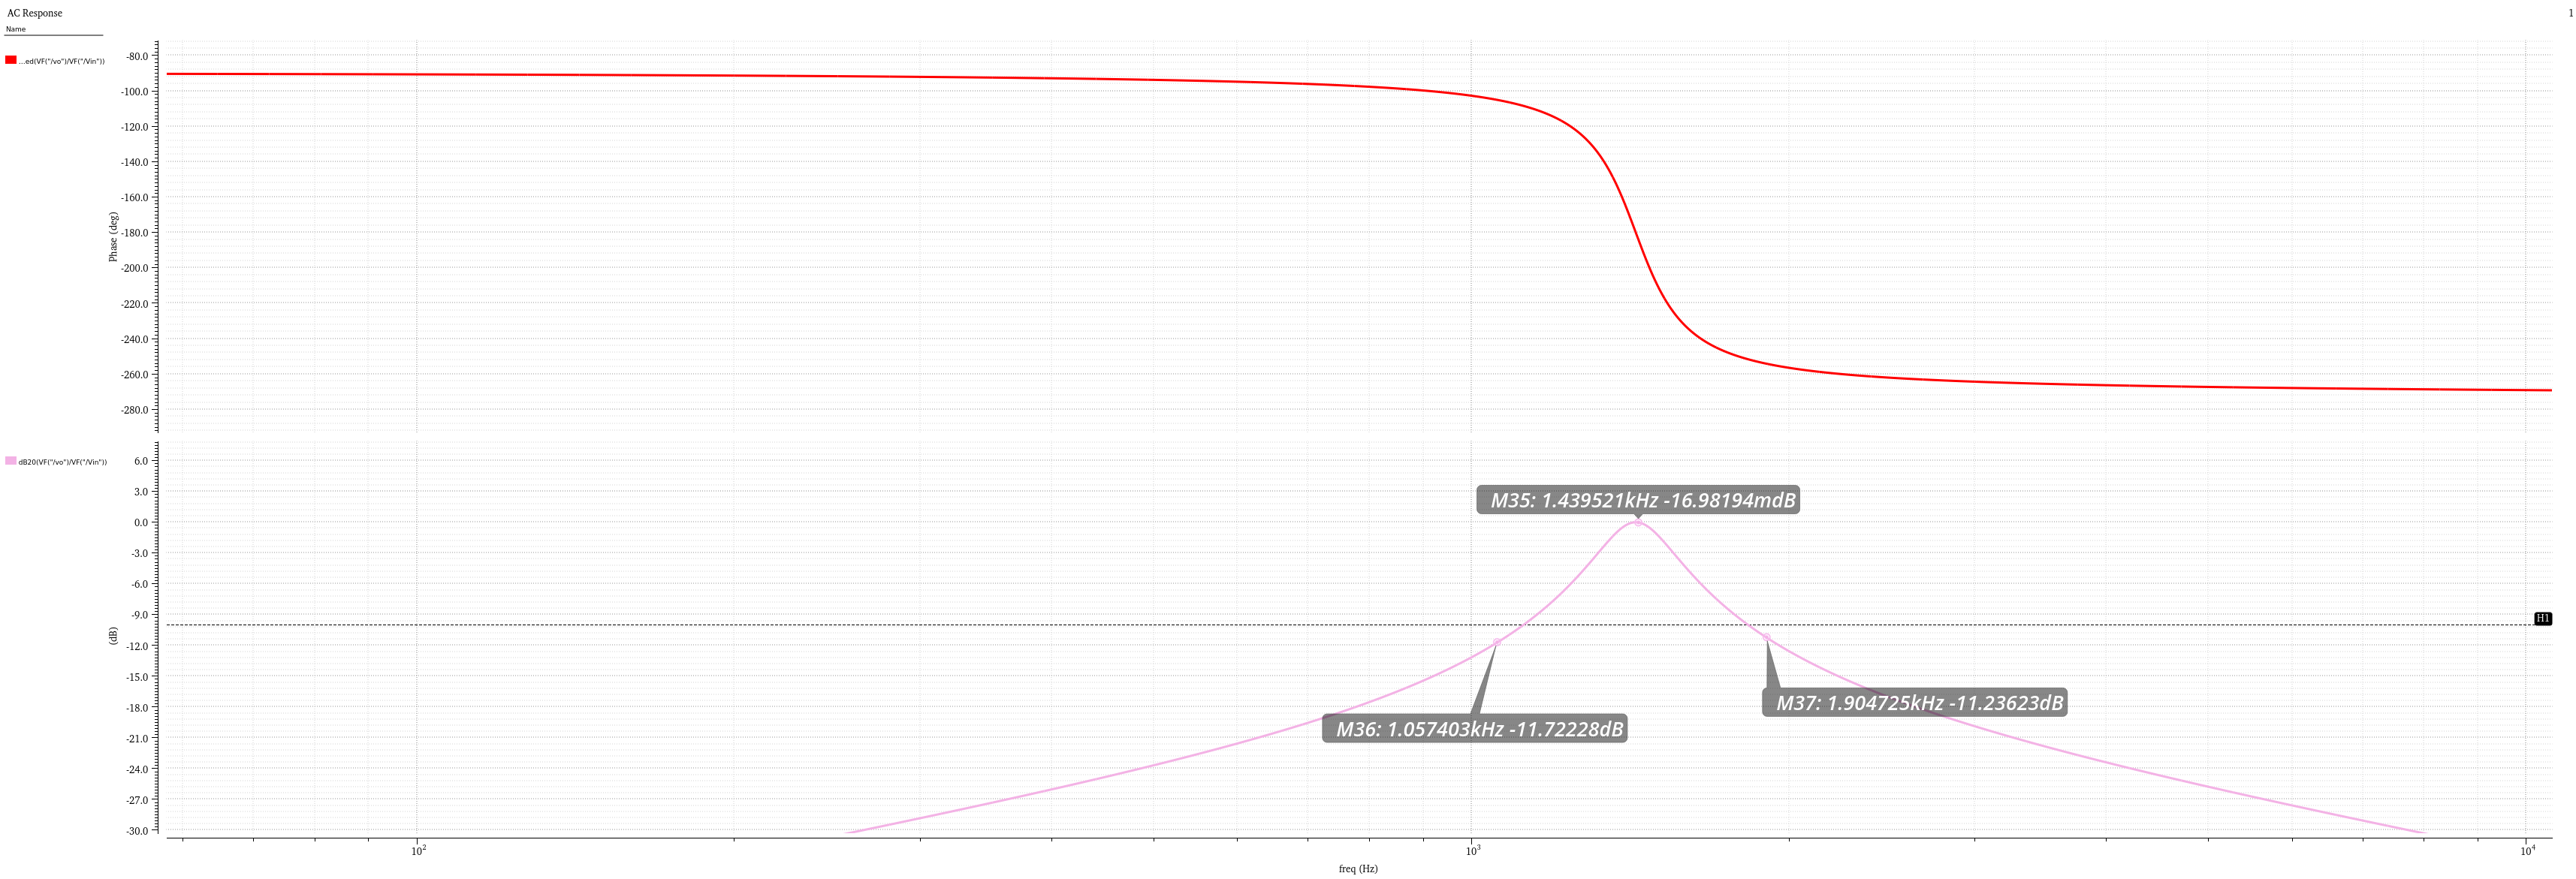 AC Response
1
Name
...ed(VF("/vo")/VF("/Vin"))
-80.0
-100.0
-120.0
-140.0
-160.0
-180.0
-200.0
-220.0
-240.0
-260.0
-280.0
Phase (deg)
dB20(VF("/vo")/VF("/Vin"))
6.0
3.0
0.0
-3.0
-6.0
-9.0
-12.0
-15.0
-18.0
-21.0
-24.0
-27.0
-30.0
(dB)
M35: 1.439521kHz -16.98194mdB
H1
M37: 1.904725kHz -11.23623dB
M36: 1.057403kHz -11.72228dB
10²
10³
10⁴
freq (Hz)